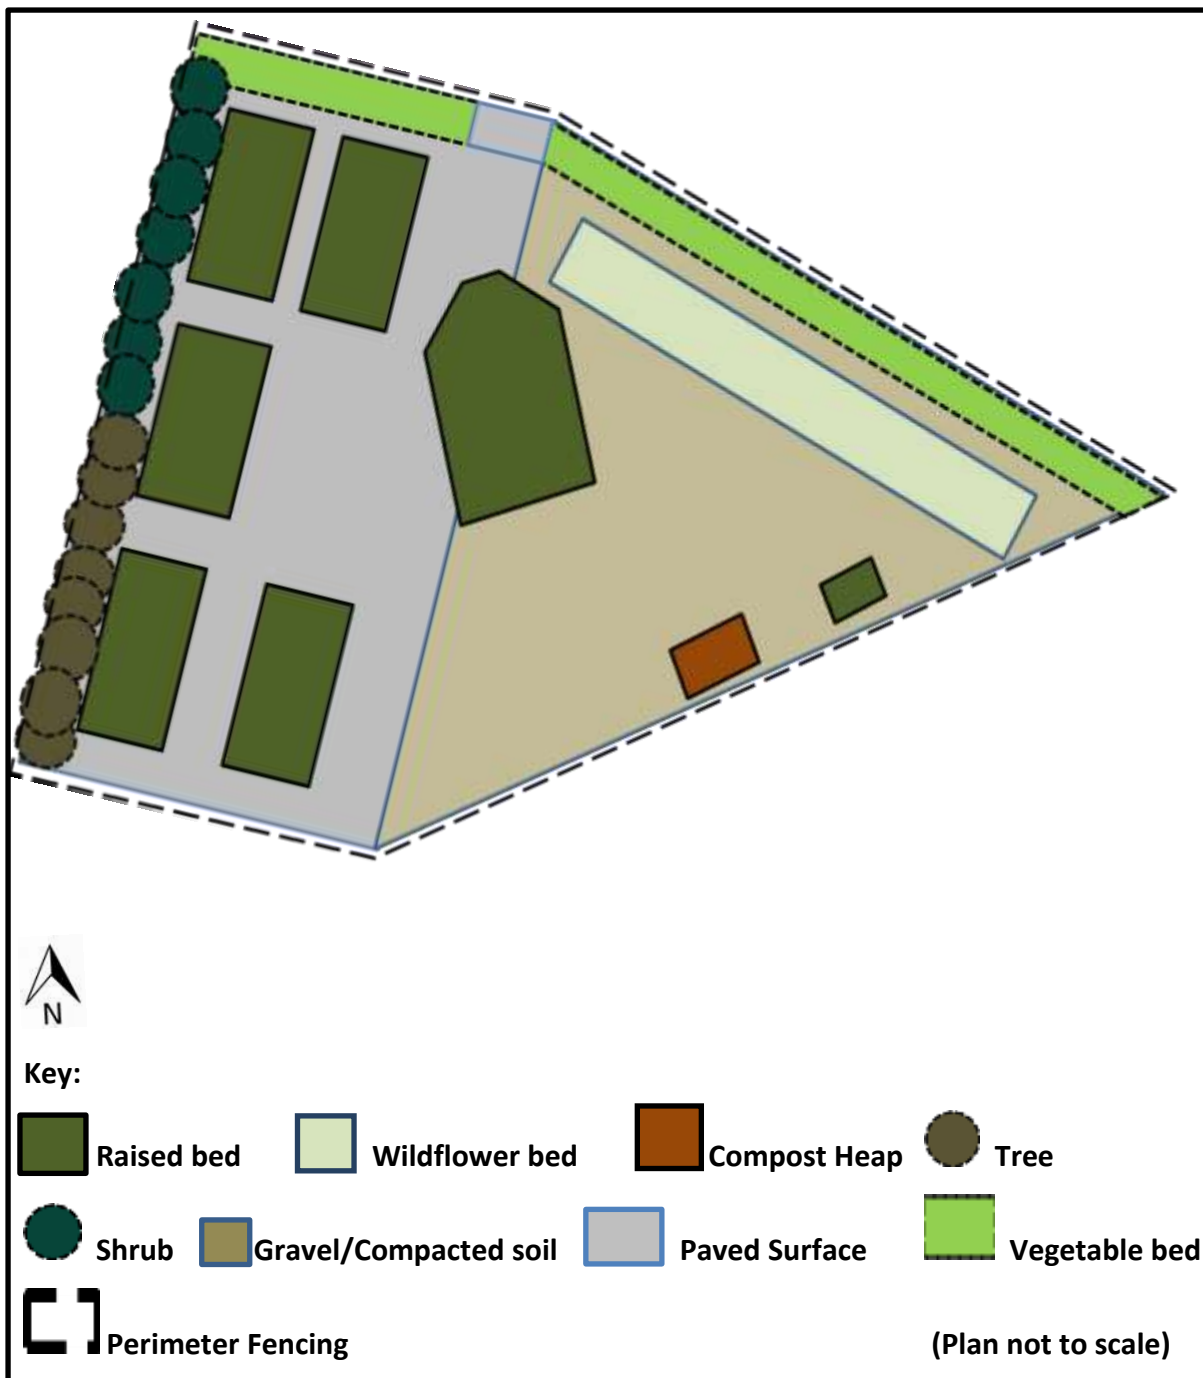 N
Key:
Raised bed
Wildflower bed
Compost Heap
Tree
Shrub
Gravel/Compacted soil
Paved Surface
Vegetable bed
Perimeter Fencing
(Plan not to scale)